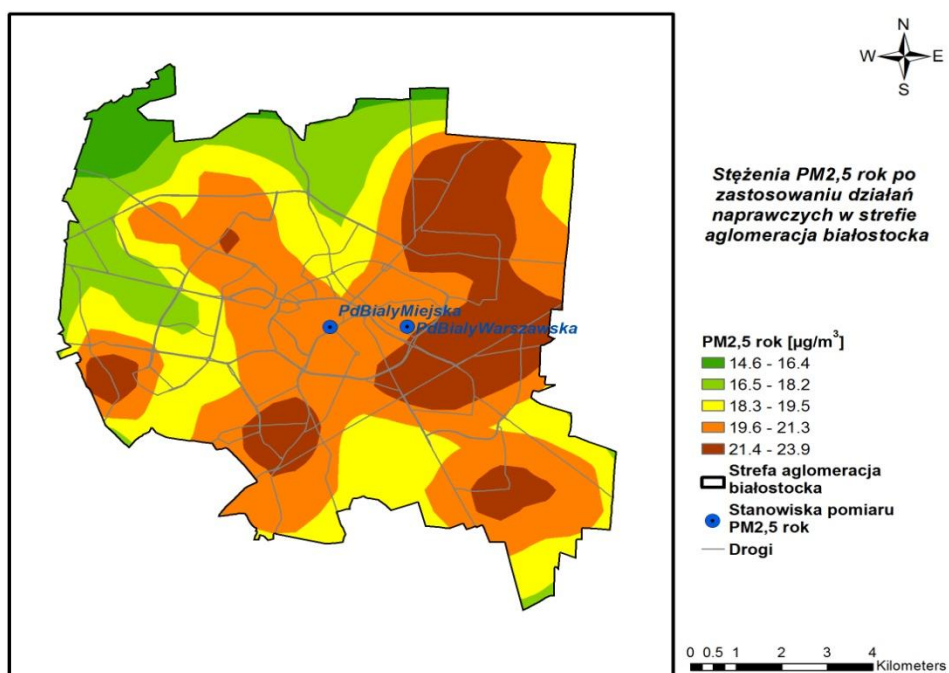 N
W E
S
Stężenia PM2,5 rok po
zastosowaniu działań
naprawczych w strefie
aglomeracja białostocka
PdBialyMiejska
PdBialyWarszawska
PM2,5 rok [µg/m³]
14.6 - 16.4
16.5 - 18.2
18.3 - 19.5
19.6 - 21.3
21.4 - 23.9
Strefa aglomeracja
białostocka
Stanowiska pomiaru
PM2,5 rok
Drogi
0 0.5 1 2 3 4
Kilometers